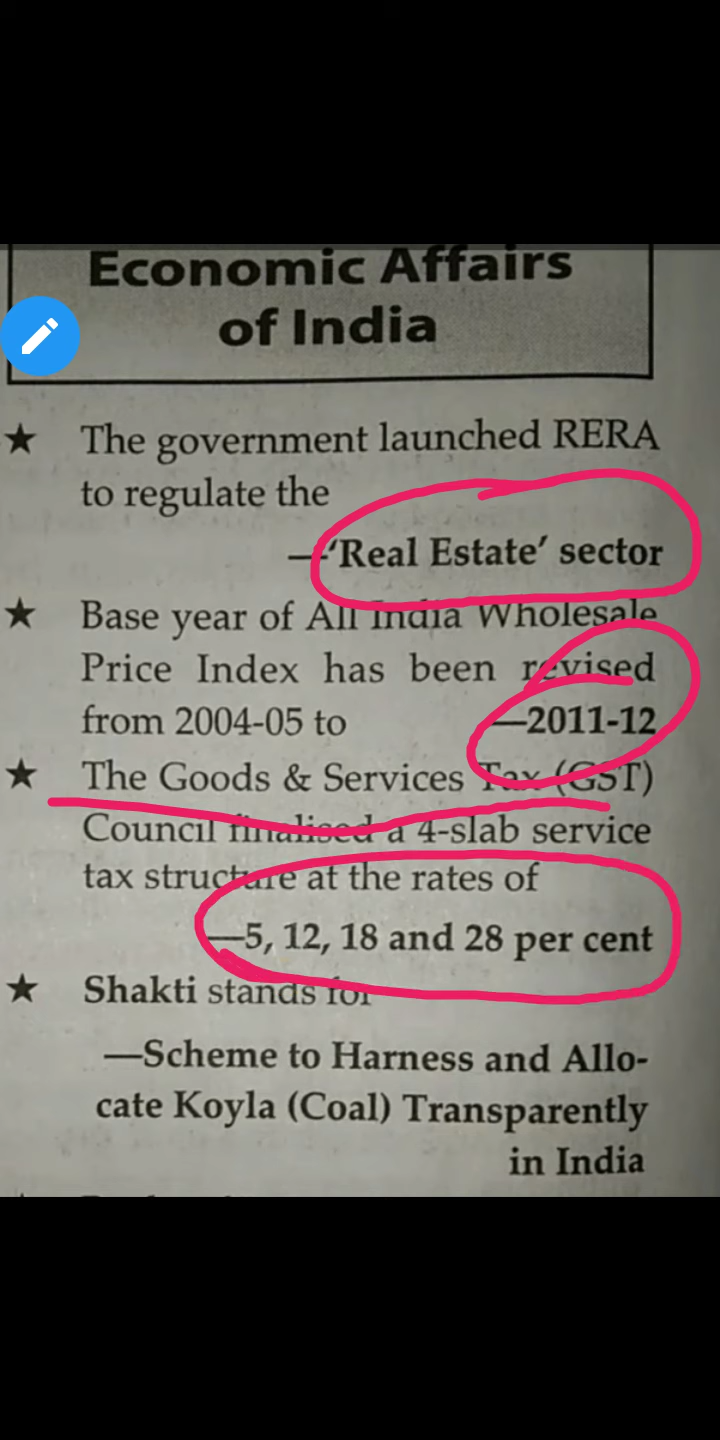 Economic Affairs
of India
★ The government launched RERA
to regulate the
—'Real Estate' sector
★ Base year of All India Wholesale
Price Index has been revised
from 2004-05 to —2011-12
★ The Goods & Services Tax (GST)
Council finalised a 4-slab service
tax structure at the rates of
—5, 12, 18 and 28 per cent
★ Shakti stands for
—Scheme to Harness and Allo-
cate Koyla (Coal) Transparently
in India